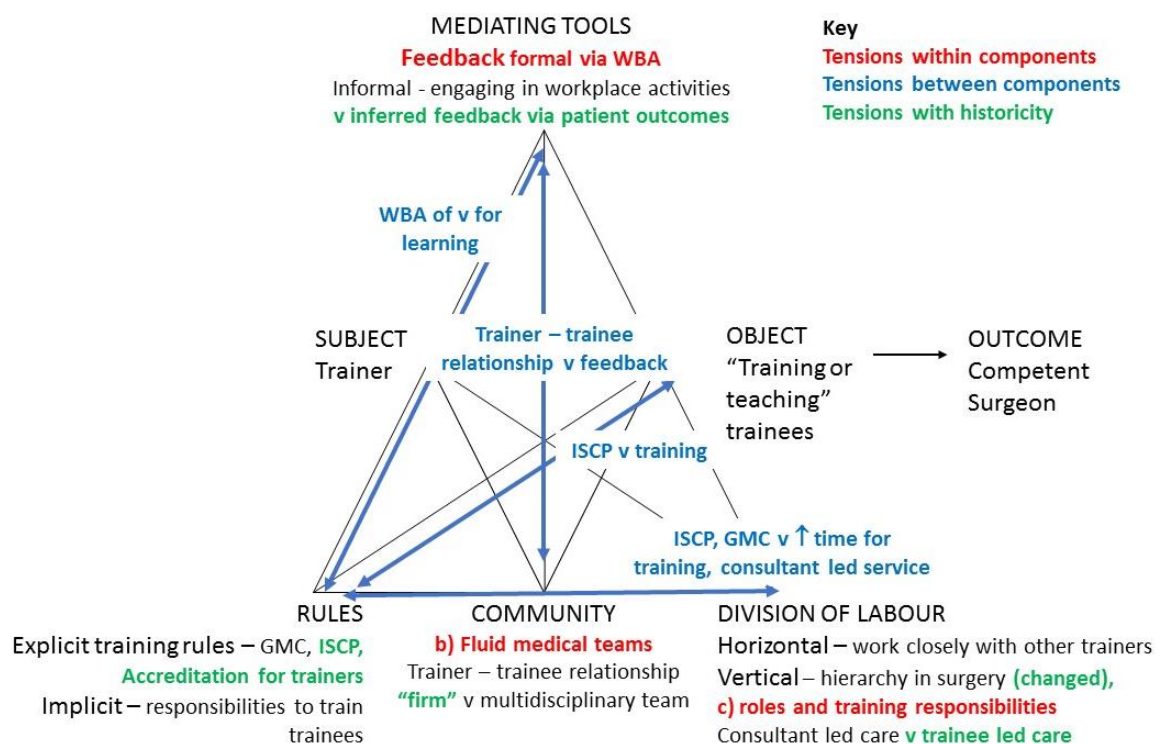 MEDIATING TOOLS
Feedback formal via WBA
Informal - engaging in workplace activities
v inferred feedback via patient outcomes
Key
Tensions within components
Tensions between components
Tensions with historicity
WBA of v for
learning
SUBJECT
Trainer
Trainer – trainee
relationship v feedback
OBJECT
“Training or
teaching”
trainees
OUTCOME
Competent
Surgeon
ISCP v training
ISCP, GMC v ↑ time for
training, consultant led service
RULES
Explicit training rules – GMC, ISCP,
Accreditation for trainers
Implicit – responsibilities to train
trainees
COMMUNITY
b) Fluid medical teams
Trainer – trainee relationship
“firm” v multidisciplinary team
DIVISION OF LABOUR
Horizontal – work closely with other trainers
Vertical – hierarchy in surgery (changed),
c) roles and training responsibilities
Consultant led care v trainee led care